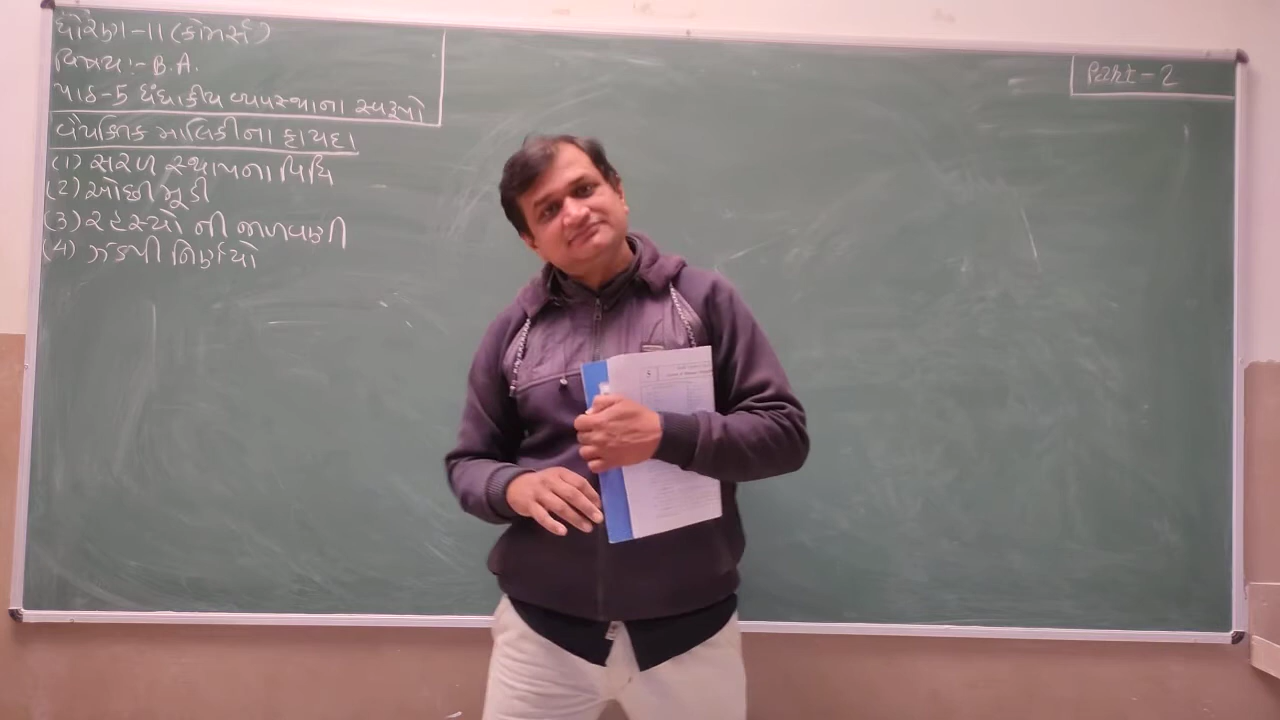 ધોરણ-11 (કોમર્સ)
વિષય:- B.A.
પાઠ-5 ધંધાકીય વ્યવસ્થાના સ્વરૂપો
વૈયક્તિક માલિકીના ફાયદા
(1) સરળ સ્થાપના વિધિ
(2) ઓછી મૂડી
(3) રહસ્યો ની જાળવણી
(4) ઝડપી નિર્ણયો
Part-2